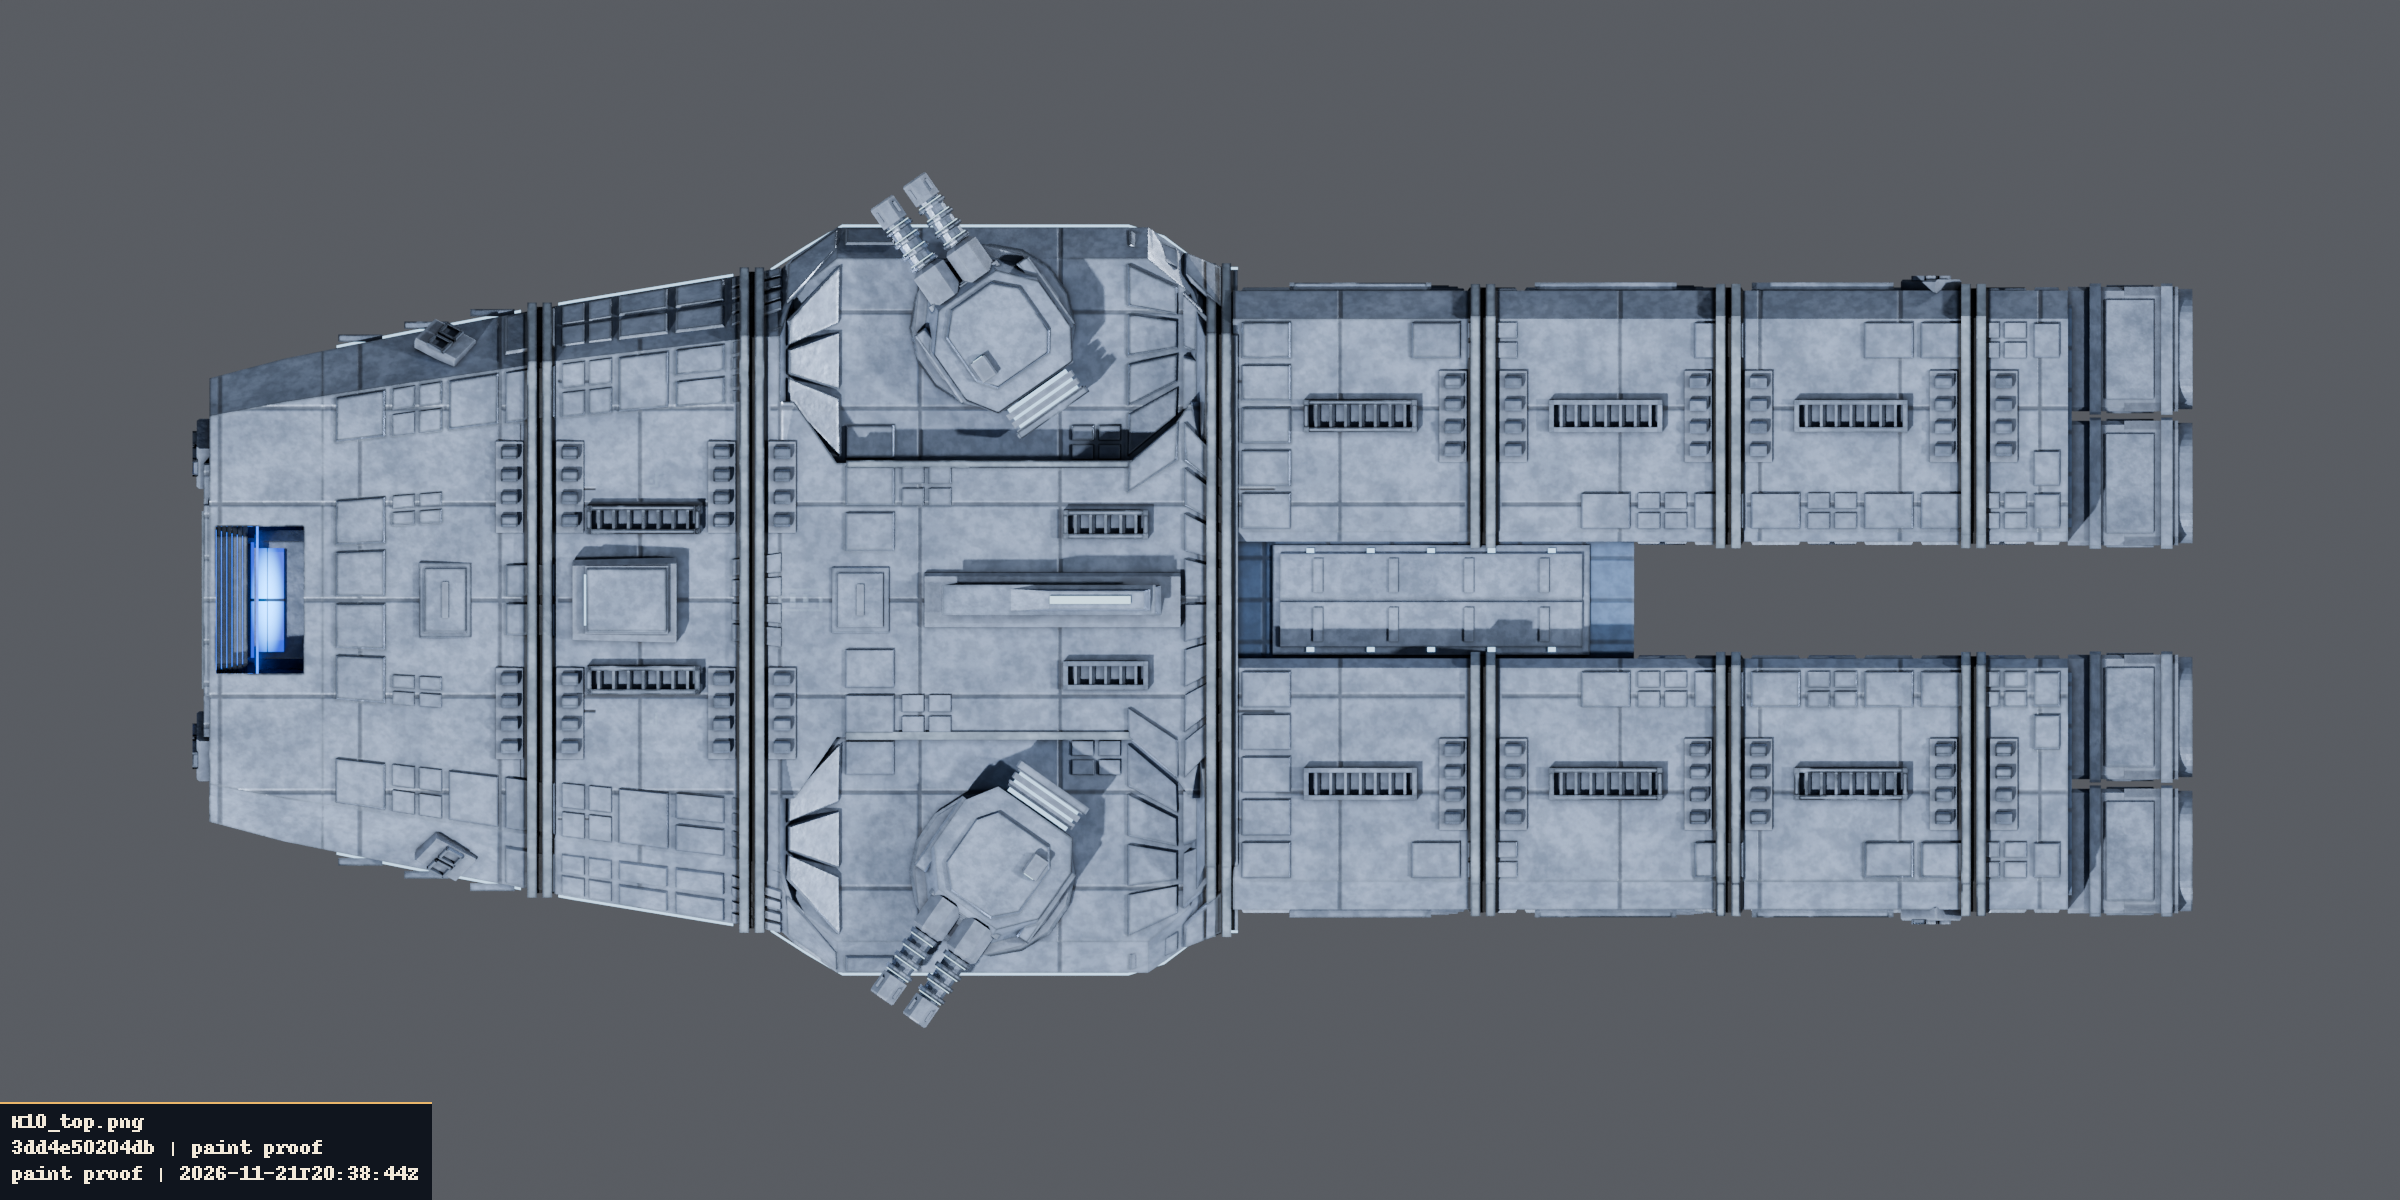 H10_top.png
3dd4e50204db | paint proof
paint proof | 2026-11-21T20:38:44Z